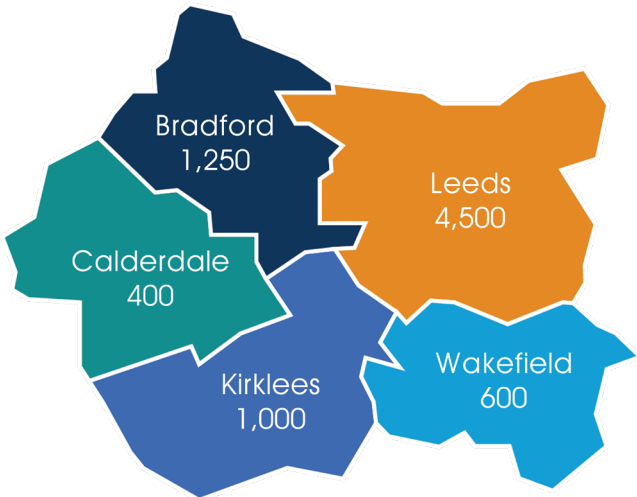 Bradford
1,250
Leeds
4,500
Calderdale
400
Wakefield
600
Kirklees
1,000